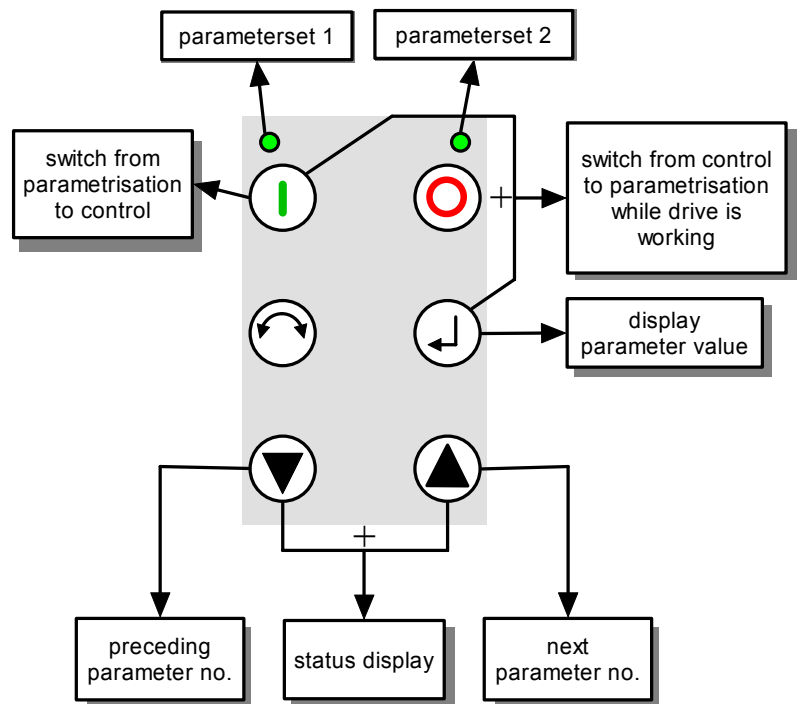 parameterset 1
parameterset 2
switch from
parametrisation
to control
switch from control
to parametrisation
while drive is
working
+
display
parameter value
+
preceding
parameter no.
status display
next
parameter no.